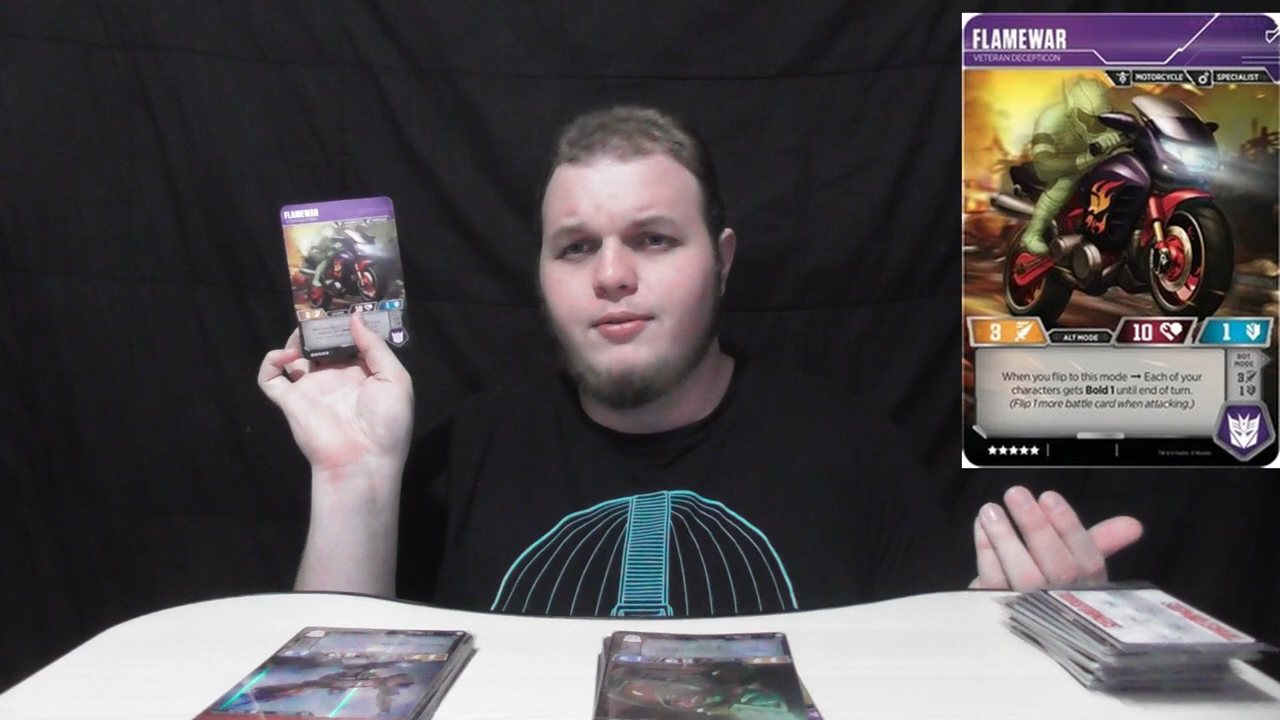 FLAMEWAR
VETERAN DECEPTICON
MOTORCYCLE
SPECIALIST
3
ALT MODE
10
1
When you flip to this mode → Each of your
characters gets Bold 1 until end of turn.
(Flip 1 more battle card when attacking.)
BOT
MODE
3
1
FLAMEWAR